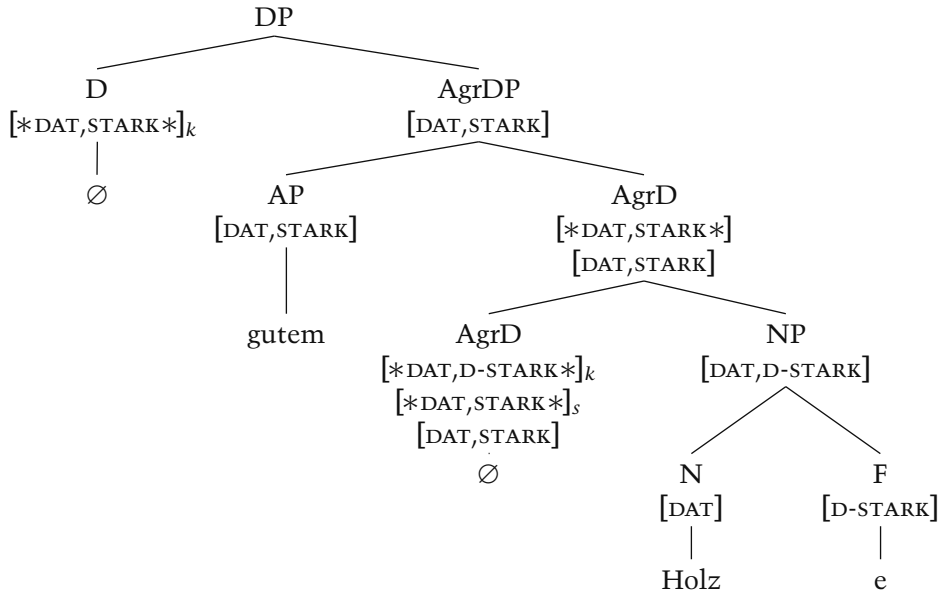 DP
D AgrDP
[∗DAT,STARK∗]k [DAT,STARK]
∅ AP AgrD
[DAT,STARK] [∗DAT,STARK∗]
[DAT,STARK]
gutem AgrD NP
[∗DAT,D-STARK∗]k [DAT,D-STARK]
[∗DAT,STARK∗]s
[DAT,STARK]
∅ N F
[DAT] [D-STARK]
Holz e